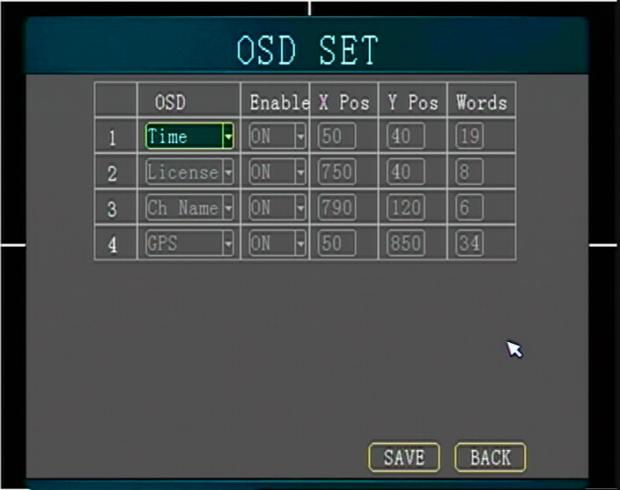 OSD SET
OSD Enable X Pos Y Pos Words
1 Time ON 50 40 19
2 License ON 750 40 8
3 Ch Name ON 790 120 6
4 GPS ON 50 850 34
SAVE BACK